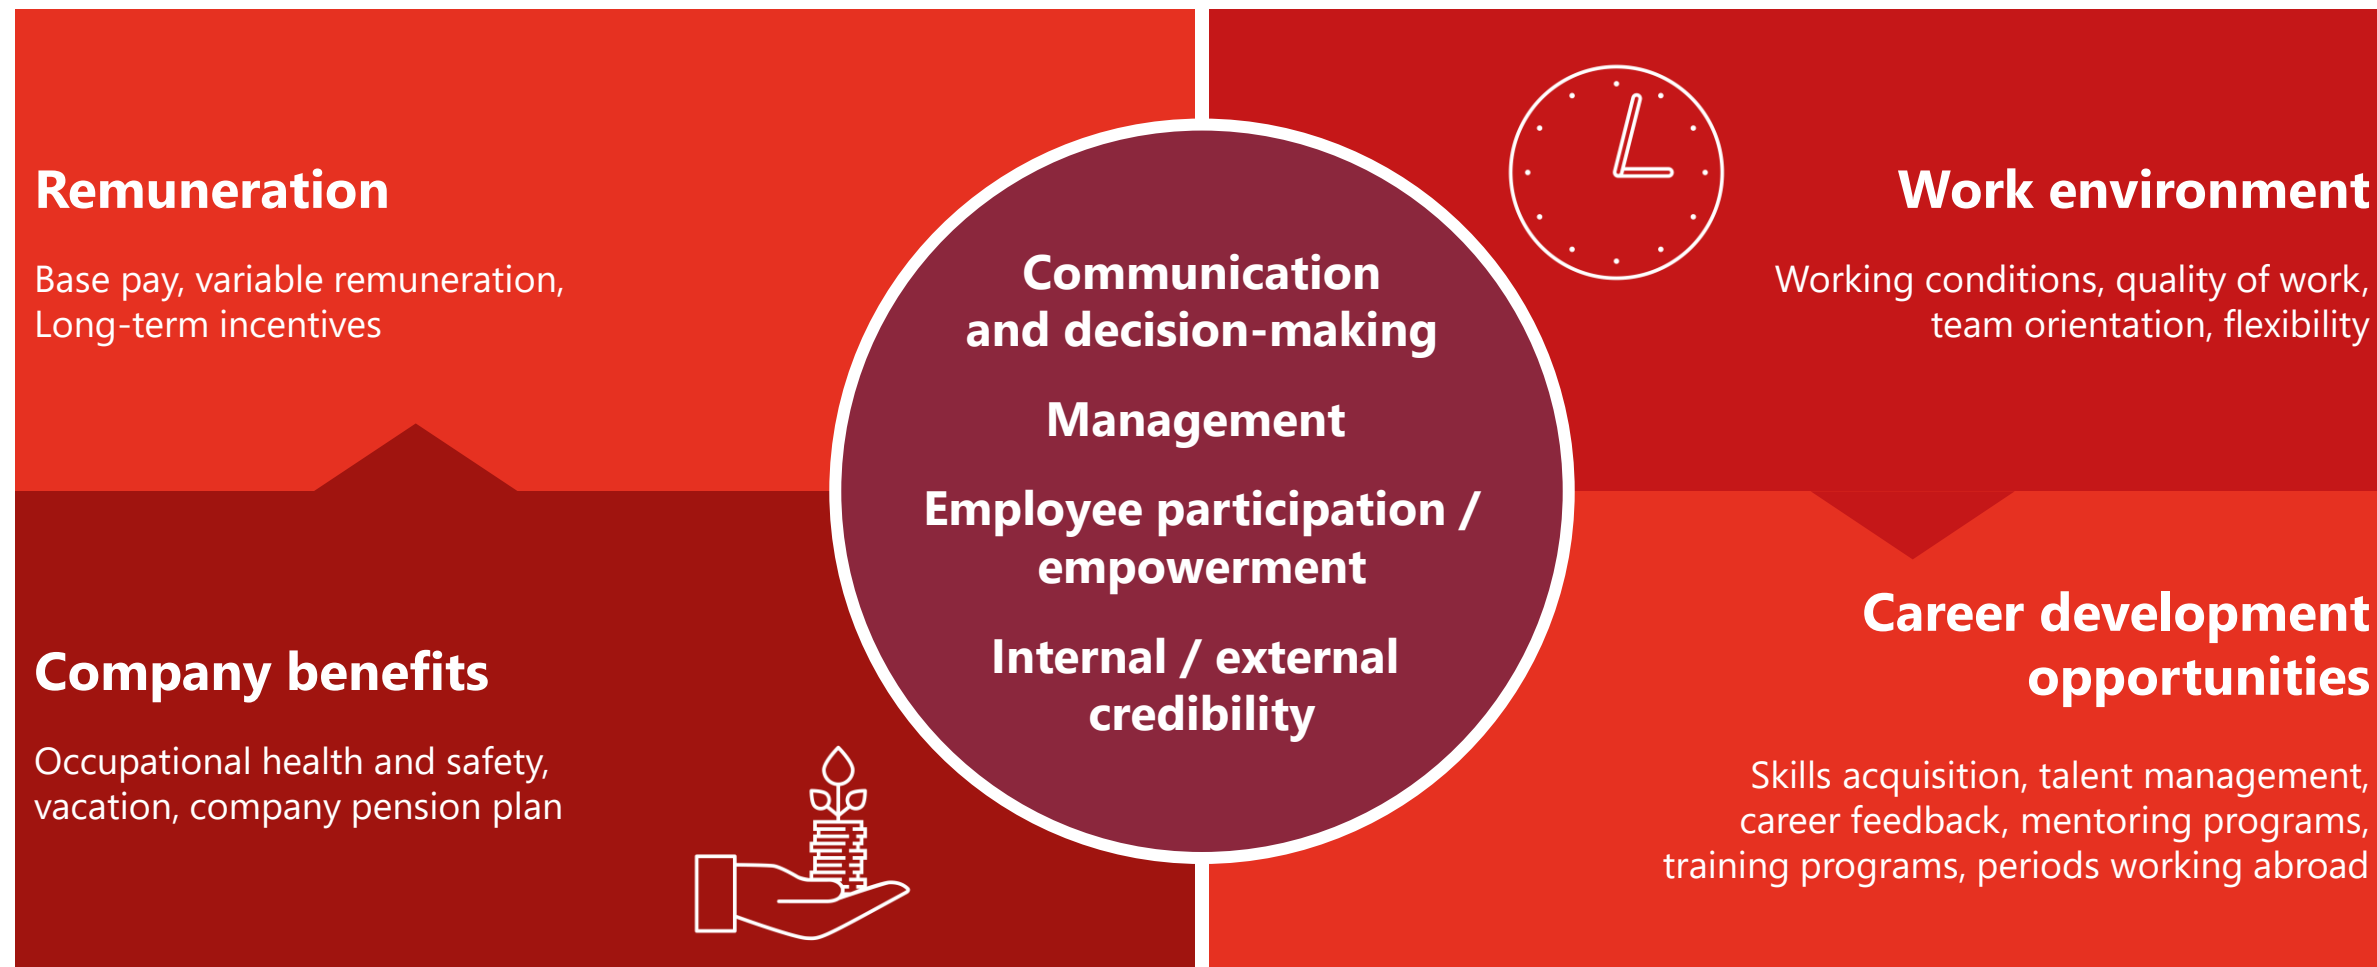 Remuneration
Base pay, variable remuneration,
Long-term incentives
Company benefits
Occupational health and safety,
vacation, company pension plan
Communication
and decision-making
Management
Employee participation /
empowerment
Internal / external
credibility
Work environment
Working conditions, quality of work,
team orientation, flexibility
Career development
opportunities
Skills acquisition, talent management,
career feedback, mentoring programs,
training programs, periods working abroad